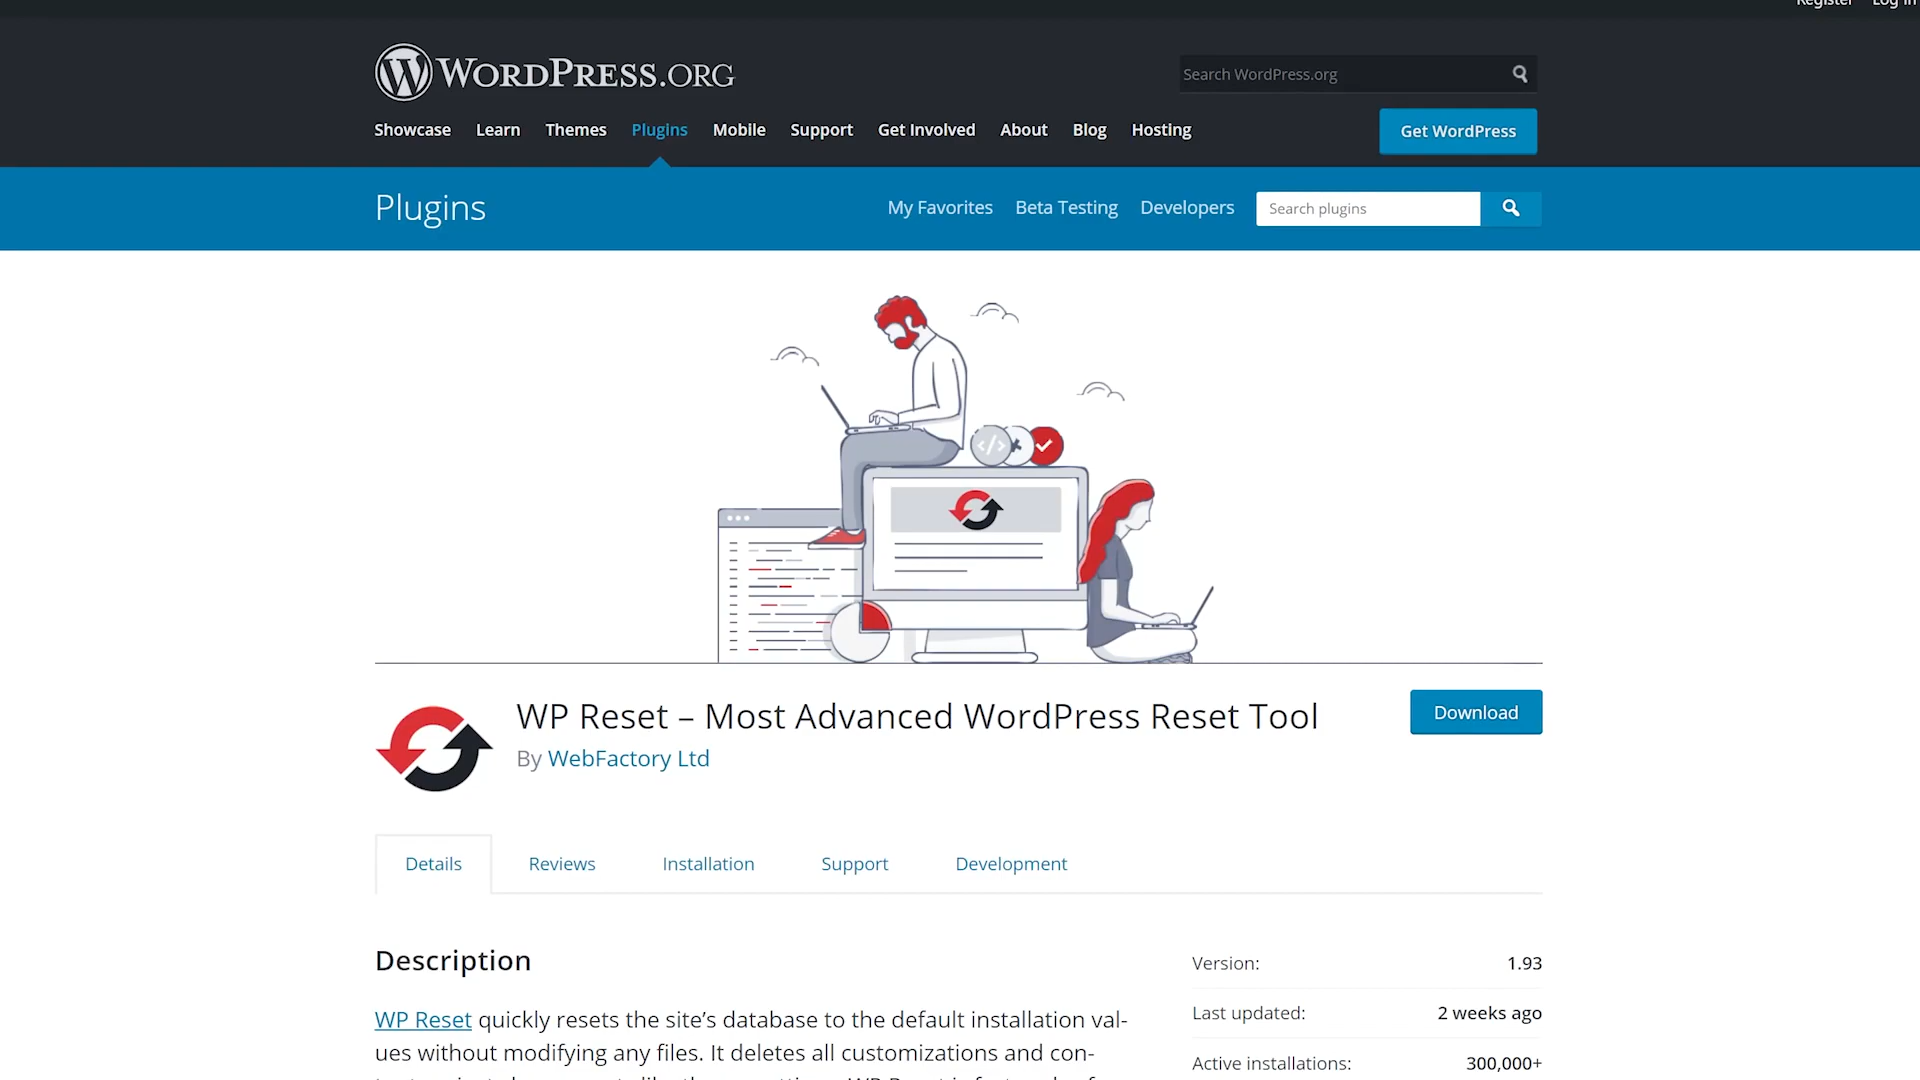 Register Log In
WORDPRESS.ORG
Search WordPress.org
Showcase Learn Themes Plugins Mobile Support Get Involved About Blog Hosting
Get WordPress
Plugins
My Favorites Beta Testing Developers
Search plugins
</>
WP Reset – Most Advanced WordPress Reset Tool
By WebFactory Ltd
Download
Details Reviews Installation Support Development
Description
WP Reset quickly resets the site’s database to the default installation val-
ues without modifying any files. It deletes all customizations and con-
Version: 1.93
Last updated: 2 weeks ago
Active installations: 300,000+